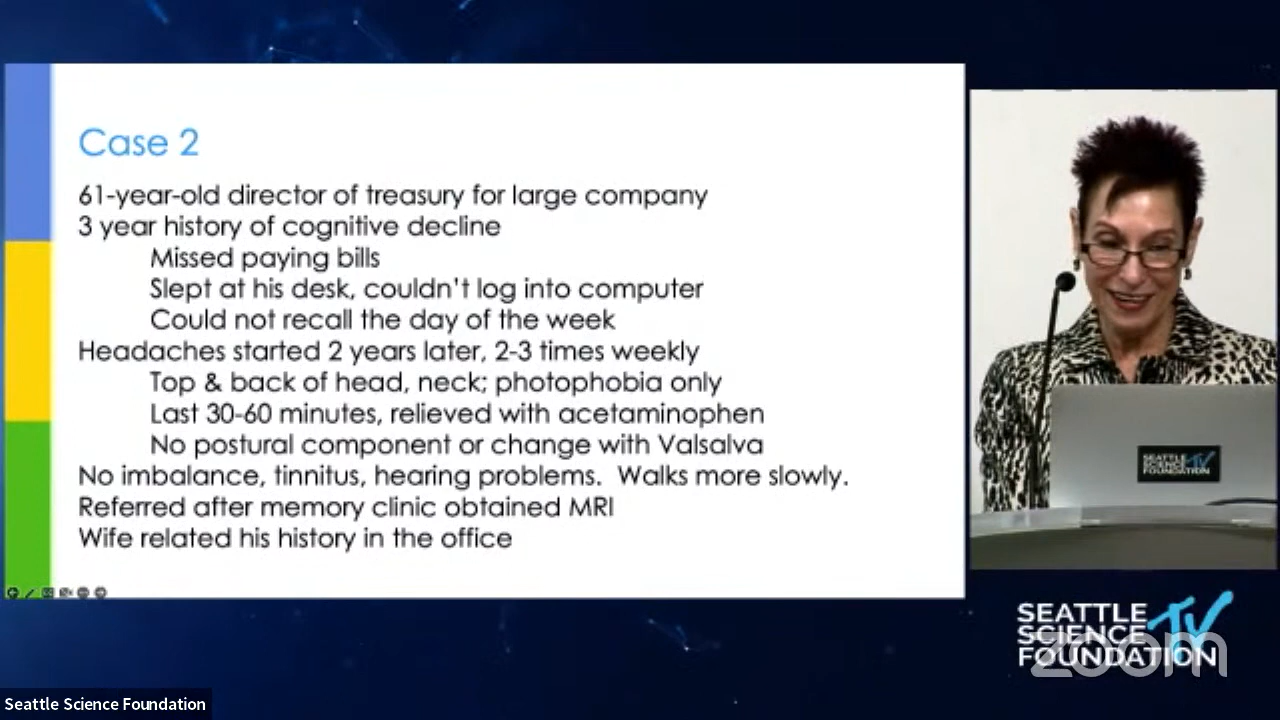 Case 2
61-year-old director of treasury for large company
3 year history of cognitive decline
Missed paying bills
Slept at his desk, couldn't log into computer
Could not recall the day of the week
Headaches started 2 years later, 2-3 times weekly
Top & back of head, neck; photophobia only
Last 30-60 minutes, relieved with acetaminophen
No postural component or change with Valsalva
No imbalance, tinnitus, hearing problems.  Walks more slowly.
Referred after memory clinic obtained MRI
Wife related his history in the office
SEATTLE
SCIENCE TV
FOUNDATION
SEATTLE
SCIENCE TV
FOUNDATION
zoom
Seattle Science Foundation